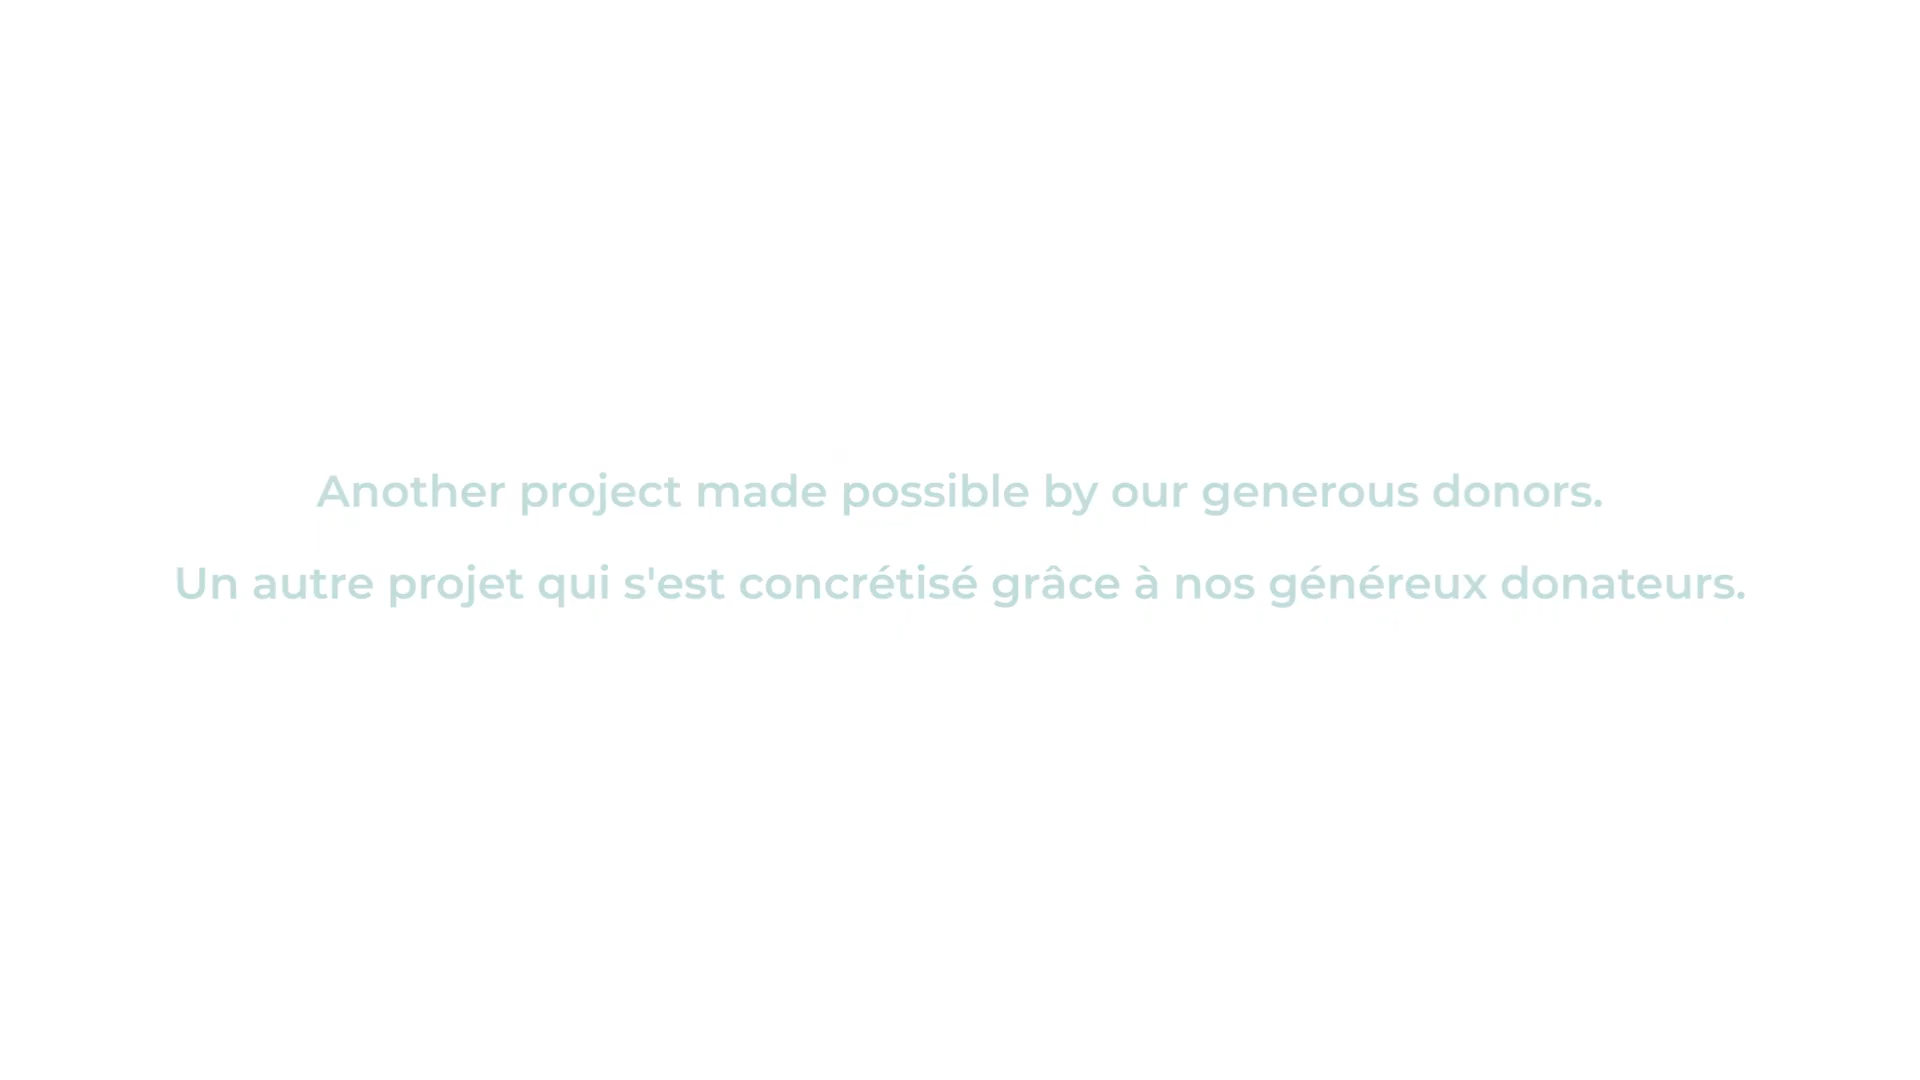 Another project made possible by our generous donors.
Un autre projet qui s'est concrétisé grâce à nos généreux donateurs.